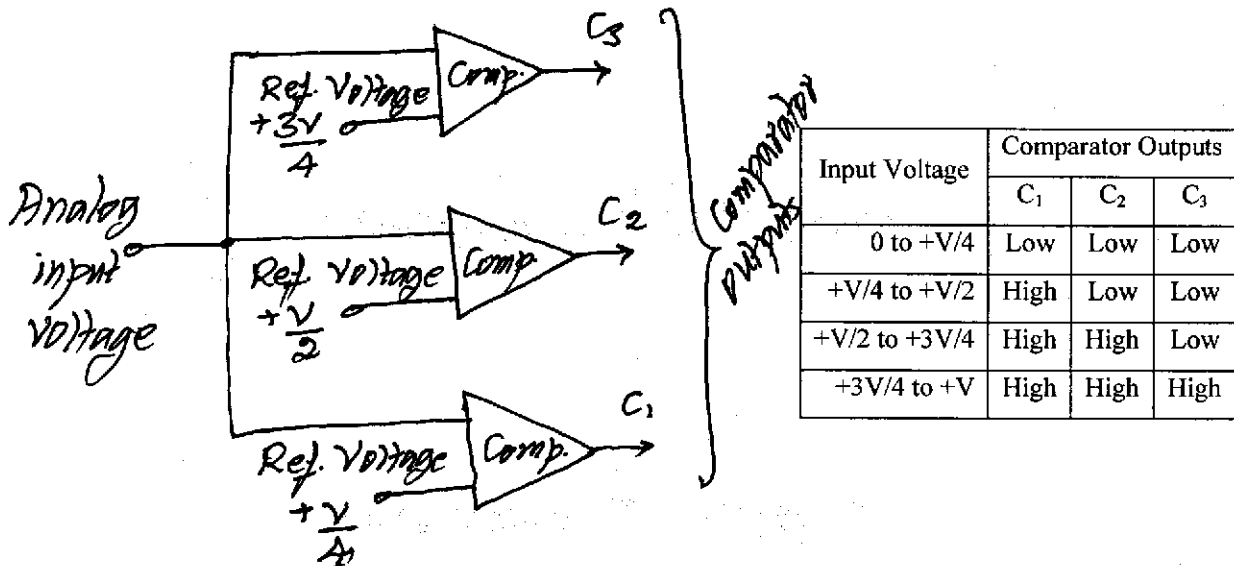 C3
Comp.
Ref. Voltage
+3V
4
Analog
input
voltage
C2
Comp.
Ref. Voltage
+V
2
C1
Comp.
Ref. Voltage
+V
4
Comparator
outputs
Input Voltage
Comparator Outputs
C1 C2 C3
0 to +V/4 Low Low Low
+V/4 to +V/2 High Low Low
+V/2 to +3V/4 High High Low
+3V/4 to +V High High High